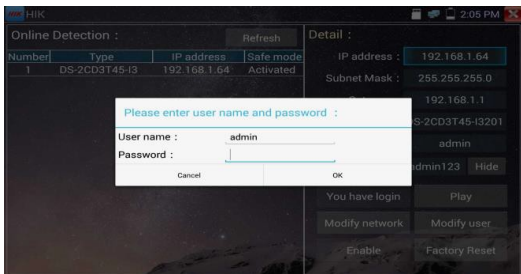 HIK 2:05 PM
Online Detection : Refresh
Number Type IP address Safe mode
1 DS-2CD3T45-I3 192.168.1.64 Activated
Detail :
IP address : 192.168.1.64
Subnet Mask : 255.255.255.0
192.168.1.1
S-2CD3T45-I3201
admin
dmin123 Hide
You have login Play
Modify network Modify user
Enable Factory Reset
Please enter user name and password :
User name : admin
Password :
Cancel OK